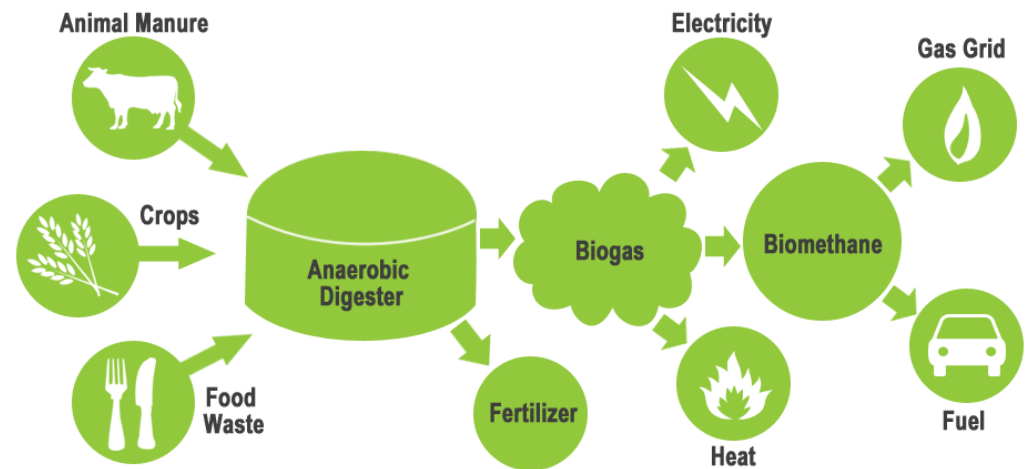 Animal Manure
Electricity
Gas Grid
Crops
Biogas
Biomethane
Anaerobic
Digester
Food
Waste
Fertilizer
Heat
Fuel